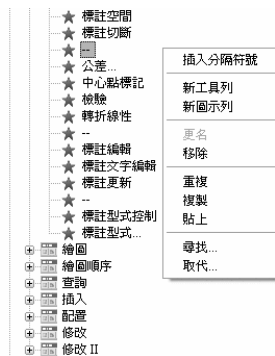 標註空間
標註切斷
--
公差...
中心點標記
檢驗
轉折線性
--
標註編輯
標註文字編輯
標註更新
--
標註型式控制
標註型式...
繪圖
繪圖順序
查詢
插入
配置
修改
修改 II
插入分隔符號
新工具列
新圖示列
更名
移除
重複
複製
貼上
尋找...
取代...